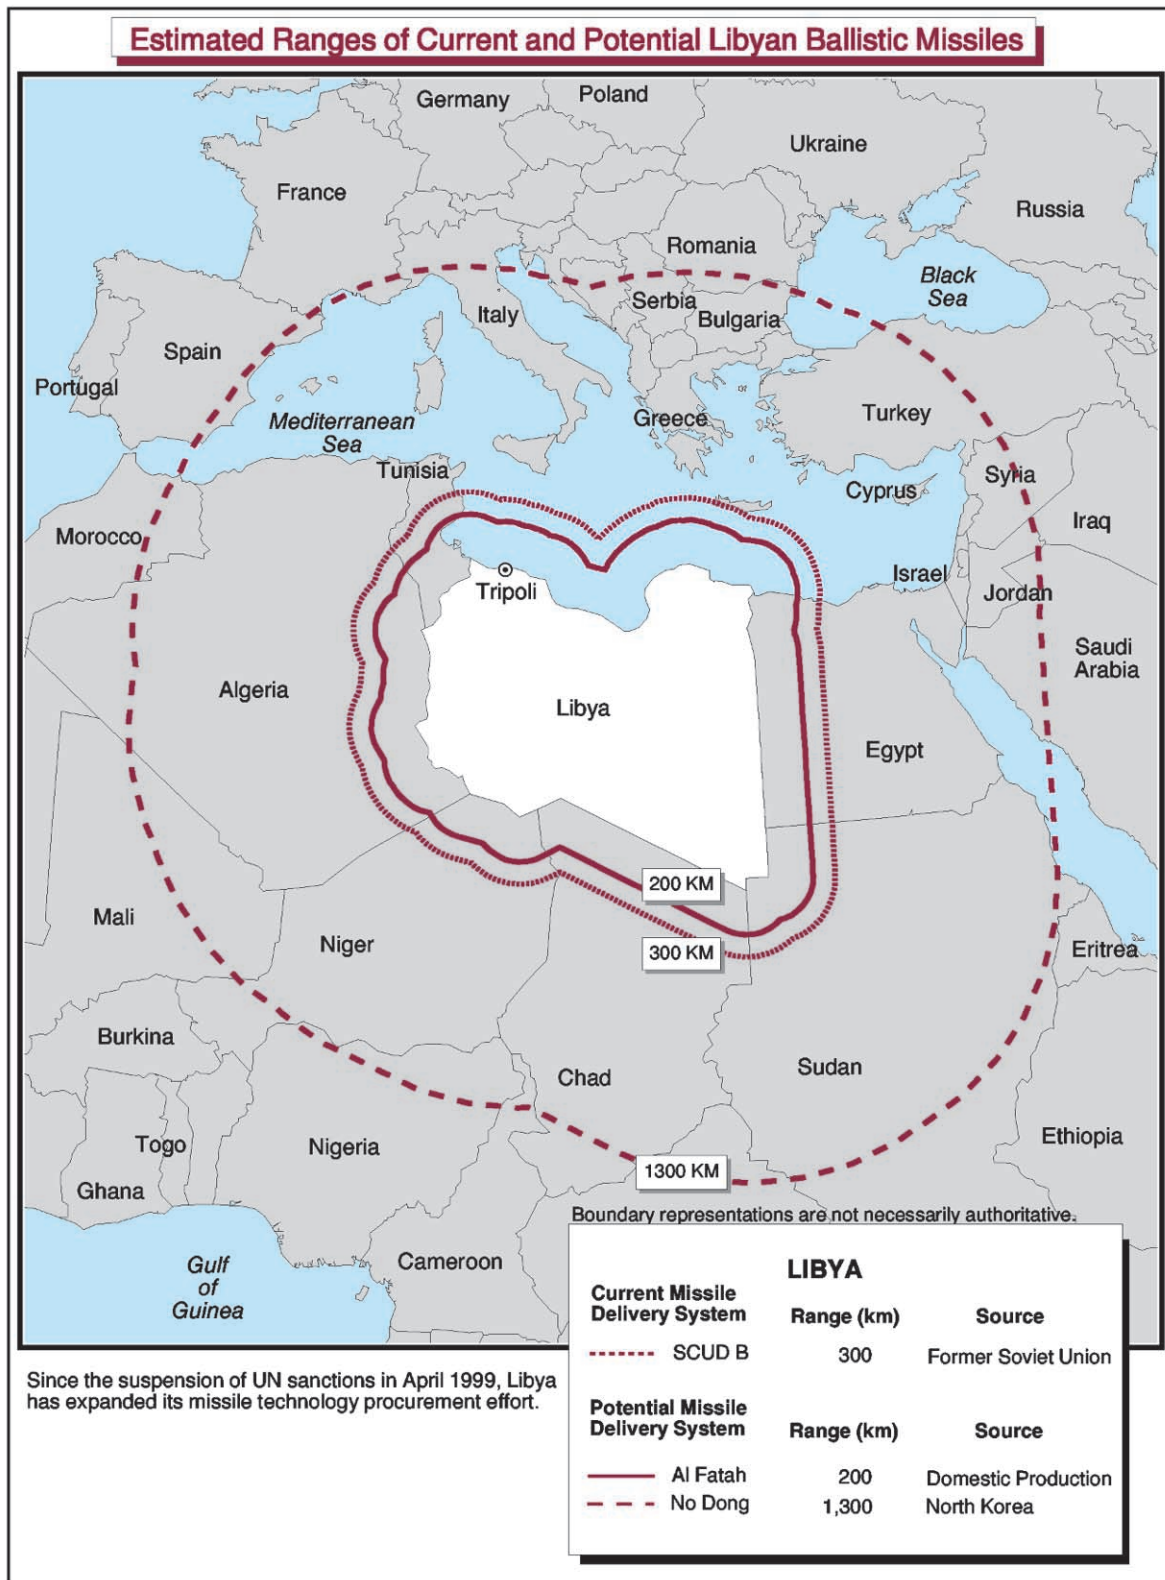 Estimated Ranges of Current and Potential Libyan Ballistic Missiles
Germany
Poland
Ukraine
France
Russia
Romania
Black
Sea
Serbia
Italy
Bulgaria
Spain
Portugal
Mediterranean
Sea
Greece
Turkey
Tunisia
Syria
Cyprus
Morocco
Iraq
Israel
Tripoli
Jordan
Saudi
Arabia
Algeria
Libya
Egypt
200 KM
Mali
Niger
300 KM
Eritrea
Burkina
Chad
Sudan
Togo
Nigeria
Ethiopia
1300 KM
Ghana
Boundary representations are not necessarily authoritative.
Gulf
of
Guinea
Cameroon
LIBYA
Current Missile
Delivery System Range (km) Source
SCUD B 300 Former Soviet Union
Potential Missile
Delivery System Range (km) Source
Al Fatah 200 Domestic Production
No Dong 1,300 North Korea
Since the suspension of UN sanctions in April 1999, Libya
has expanded its missile technology procurement effort.